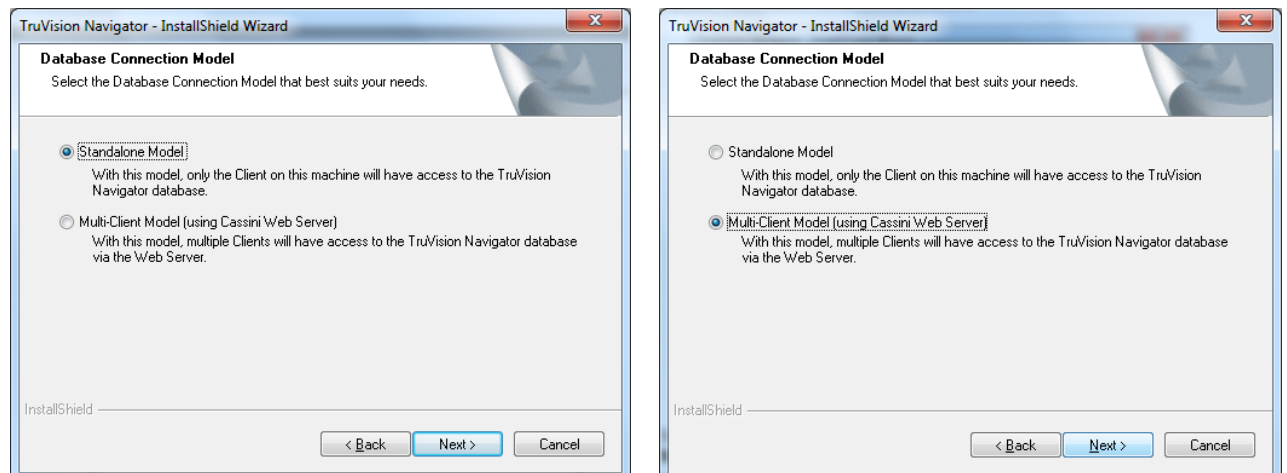 TruVision Navigator - InstallShield Wizard
Database Connection Model
Select the Database Connection Model that best suits your needs.
Standalone Model
With this model, only the Client on this machine will have access to the TruVision
Navigator database.
Multi-Client Model (using Cassini Web Server)
With this model, multiple Clients will have access to the TruVision Navigator database
via the Web Server.
InstallShield
< Back
Next >
Cancel
TruVision Navigator - InstallShield Wizard
Database Connection Model
Select the Database Connection Model that best suits your needs.
Standalone Model
With this model, only the Client on this machine will have access to the TruVision
Navigator database.
Multi-Client Model (using Cassini Web Server)
With this model, multiple Clients will have access to the TruVision Navigator database
via the Web Server.
InstallShield
< Back
Next >
Cancel